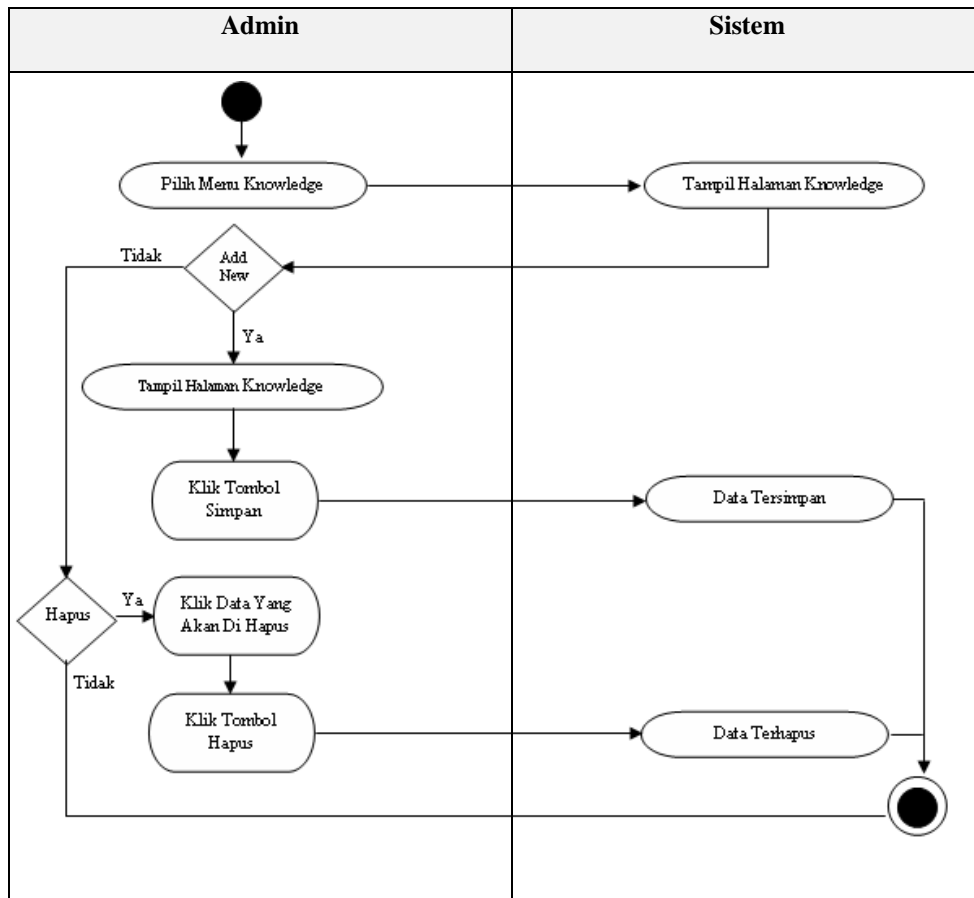 Admin
Sistem
Pilih Menu Knowledge
Tampil Halaman Knowledge
Tidak
Add
New
Ya
Tampil Halaman Knowledge
Klik Tombol
Simpan
Data Tersimpan
Hapus
Ya
Klik Data Yang
Akan Di Hapus
Tidak
Klik Tombol
Hapus
Data Terhapus